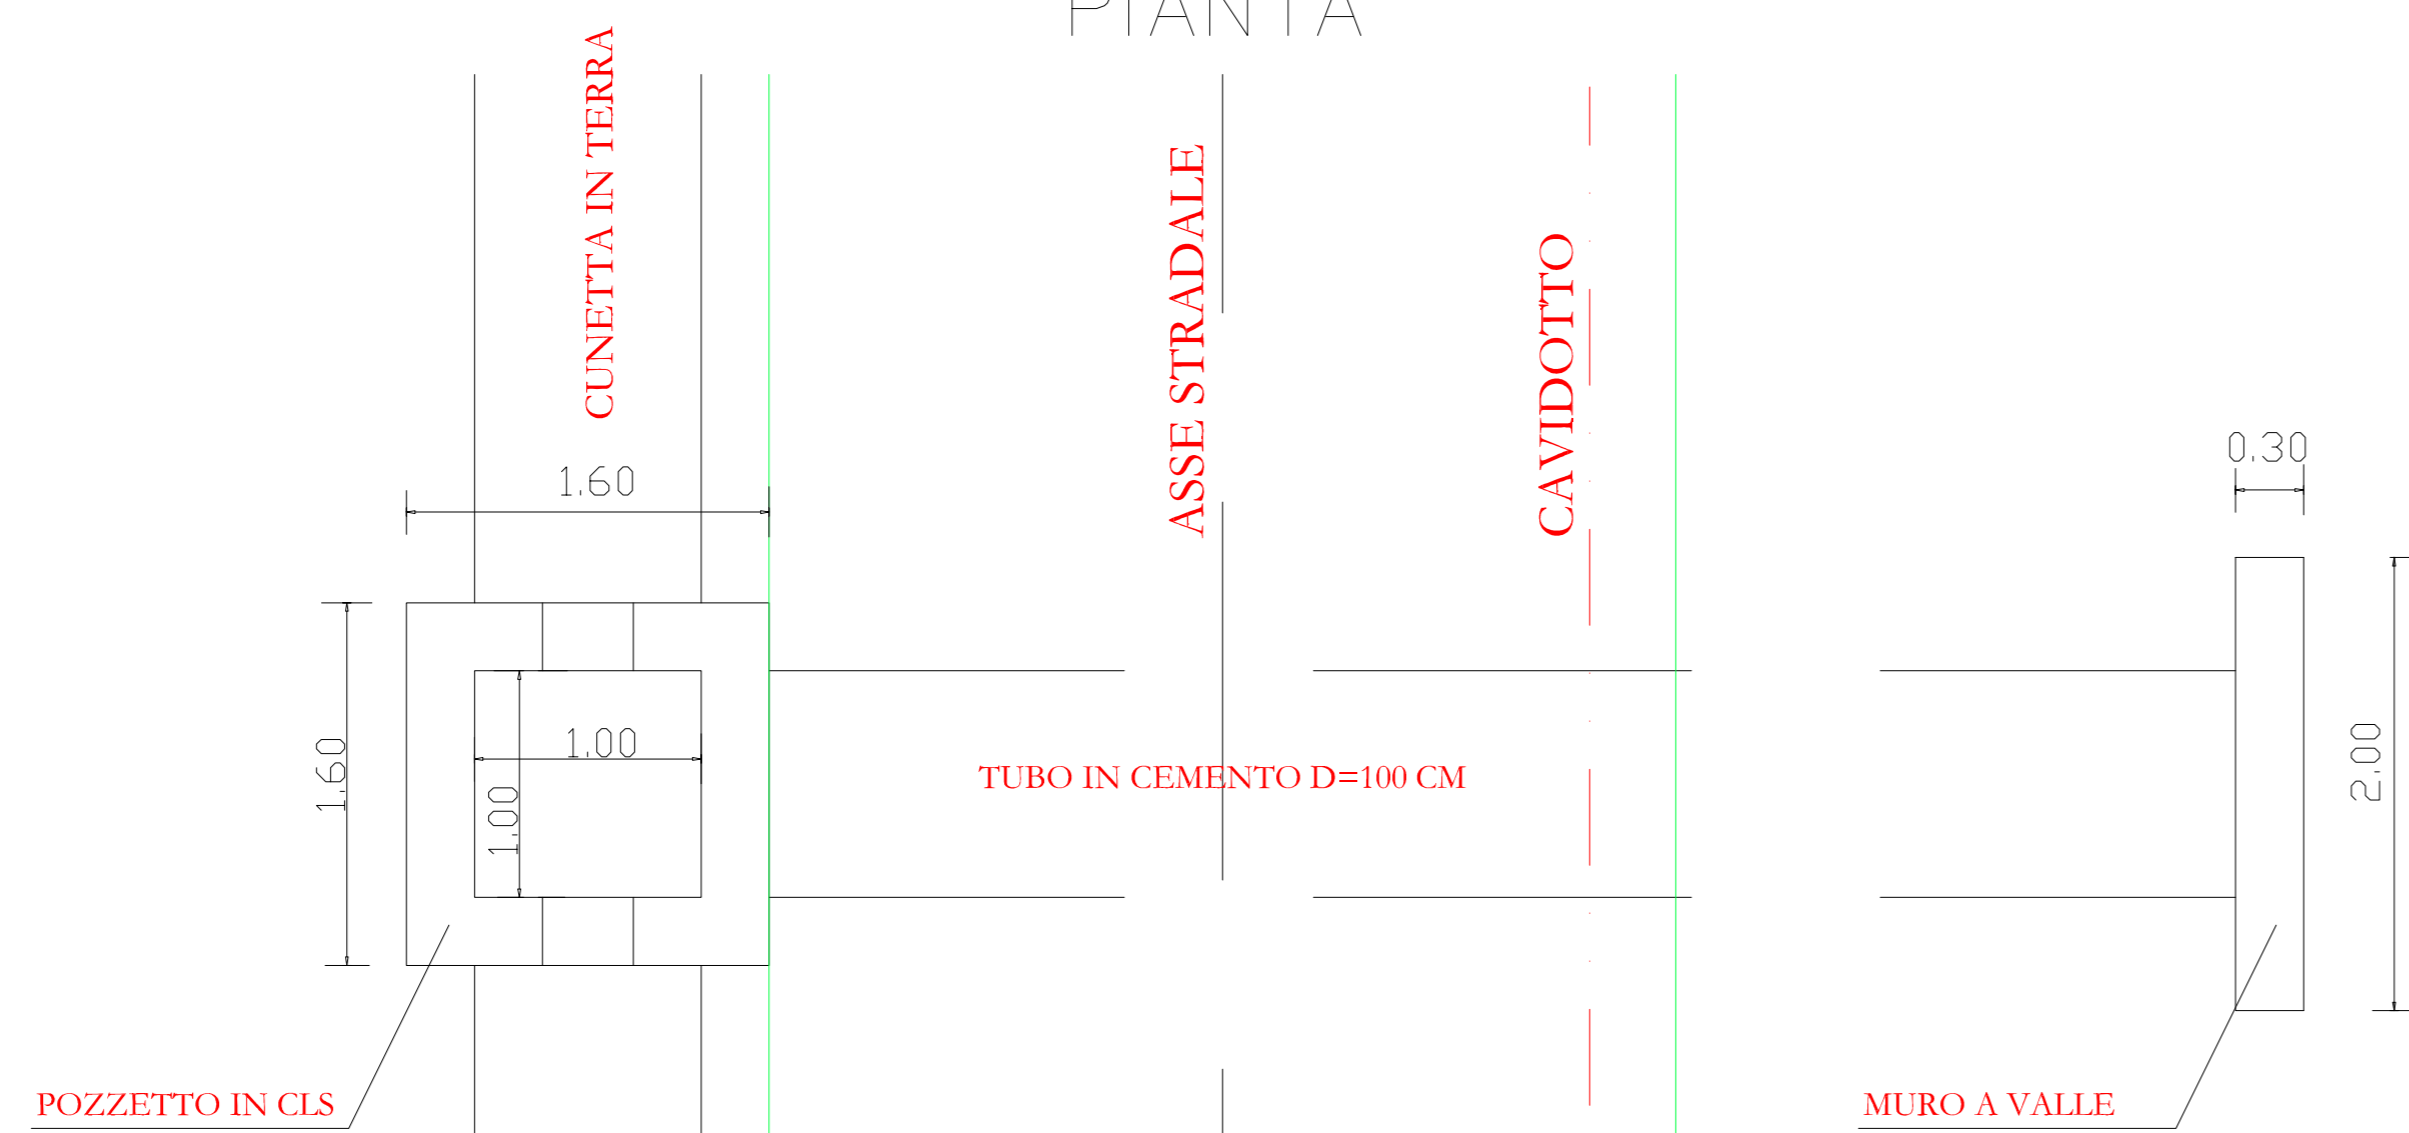 PIANTA
CUNETTA IN TERRA
ASSE STRADALE
CAVIDOTTO
0.30
1.60
1.60
1.00
1.00
TUBO IN CEMENTO D=100 CM
2.00
POZZETTO IN CLS
MURO A VALLE